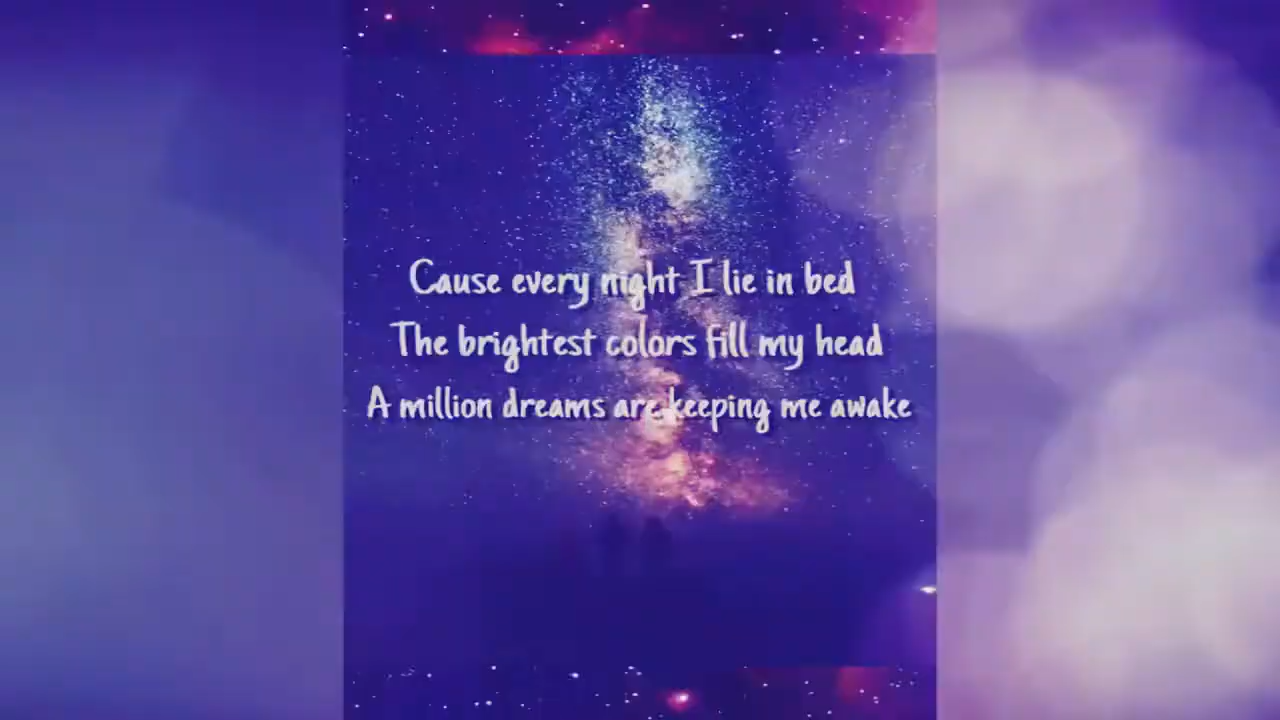 Cause every night I lie in bed
The brightest colors fill my head
A million dreams are keeping me awake